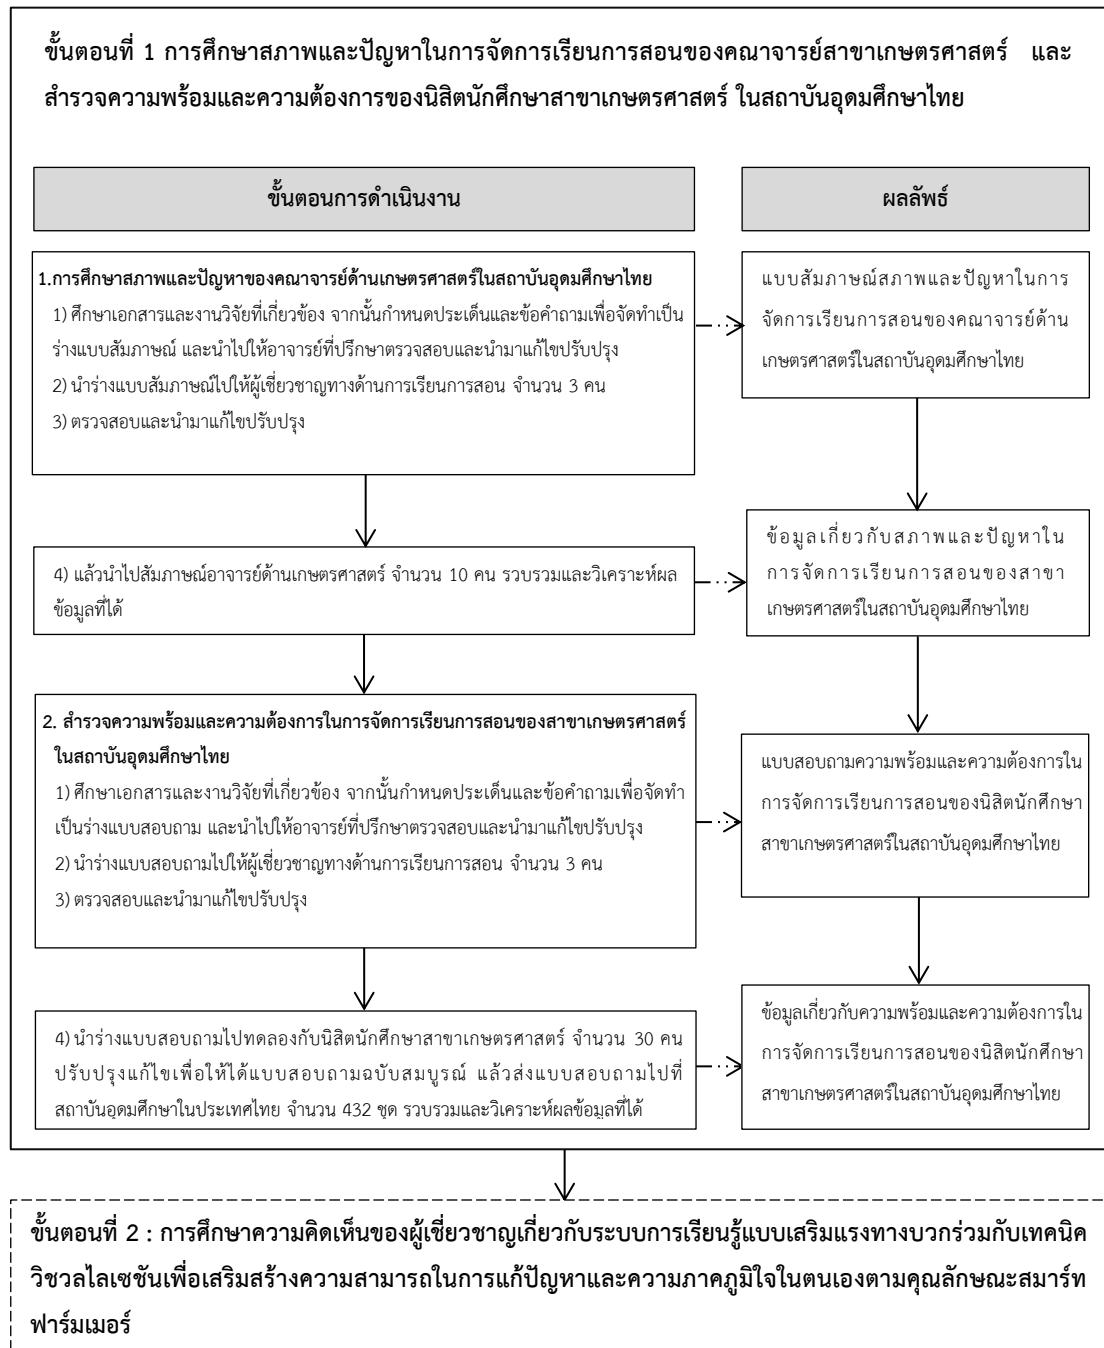 ขั้นตอนที่ 1 การศึกษาสภาพและปัญหาในการจัดการเรียนการสอนของคณาจารย์สาขาเกษตรศาสตร์ และ
สำรวจความพร้อมและความต้องการของนิสิตนักศึกษาสาขาเกษตรศาสตร์ ในสถาบันอุดมศึกษาไทย
ขั้นตอนการดำเนินงาน
ผลลัพธ์
1.การศึกษาสภาพและปัญหาของคณาจารย์ด้านเกษตรศาสตร์ในสถาบันอุดมศึกษาไทย
1) ศึกษาเอกสารและงานวิจัยที่เกี่ยวข้อง จากนั้นกำหนดประเด็นและข้อคำถามเพื่อจัดทำเป็น
ร่างแบบสัมภาษณ์ และนำไปให้อาจารย์ที่ปรึกษาตรวจสอบและนำมาแก้ไขปรับปรุง
2) นำร่างแบบสัมภาษณ์ไปให้ผู้เชี่ยวชาญทางด้านการเรียนการสอน จำนวน 3 คน
3) ตรวจสอบและนำมาแก้ไขปรับปรุง
แบบสัมภาษณ์สภาพและปัญหาในการ
จัดการเรียนการสอนของคณาจารย์ด้าน
เกษตรศาสตร์ในสถาบันอุดมศึกษาไทย
4) แล้วนำไปสัมภาษณ์อาจารย์ด้านเกษตรศาสตร์ จำนวน 10 คน รวบรวมและวิเคราะห์ผล
ข้อมูลที่ได้
ข้อมูลเกี่ยวกับสภาพและปัญหาใน
การจัดการเรียนการสอนของสาขา
เกษตรศาสตร์ในสถาบันอุดมศึกษาไทย
2. สำรวจความพร้อมและความต้องการในการจัดการเรียนการสอนของสาขาเกษตรศาสตร์
ในสถาบันอุดมศึกษาไทย
1) ศึกษาเอกสารและงานวิจัยที่เกี่ยวข้อง จากนั้นกำหนดประเด็นและข้อคำถามเพื่อจัดทำ
เป็นร่างแบบสอบถาม และนำไปให้อาจารย์ที่ปรึกษาตรวจสอบและนำมาแก้ไขปรับปรุง
2) นำร่างแบบสอบถามไปให้ผู้เชี่ยวชาญทางด้านการเรียนการสอน จำนวน 3 คน
3) ตรวจสอบและนำมาแก้ไขปรับปรุง
แบบสอบถามความพร้อมและความต้องการใน
การจัดการเรียนการสอนของนิสิตนักศึกษา
สาขาเกษตรศาสตร์ในสถาบันอุดมศึกษาไทย
4) นำร่างแบบสอบถามไปทดลองกับนิสิตนักศึกษาสาขาเกษตรศาสตร์ จำนวน 30 คน
ปรับปรุงแก้ไขเพื่อให้ได้แบบสอบถามฉบับสมบูรณ์ แล้วส่งแบบสอบถามไปที่
สถาบันอุดมศึกษาในประเทศไทย จำนวน 432 ชุด รวบรวมและวิเคราะห์ผลข้อมูลที่ได้
ข้อมูลเกี่ยวกับความพร้อมและความต้องการใน
การจัดการเรียนการสอนของนิสิตนักศึกษา
สาขาเกษตรศาสตร์ในสถาบันอุดมศึกษาไทย
ขั้นตอนที่ 2 : การศึกษาความคิดเห็นของผู้เชี่ยวชาญเกี่ยวกับระบบการเรียนรู้แบบเสริมแรงทางบวกร่วมกับเทคนิค
วิชวลไลเซชันเพื่อเสริมสร้างความสามารถในการแก้ปัญหาและความภาคภูมิใจในตนเองตามคุณลักษณะสมาร์ท
ฟาร์มเมอร์